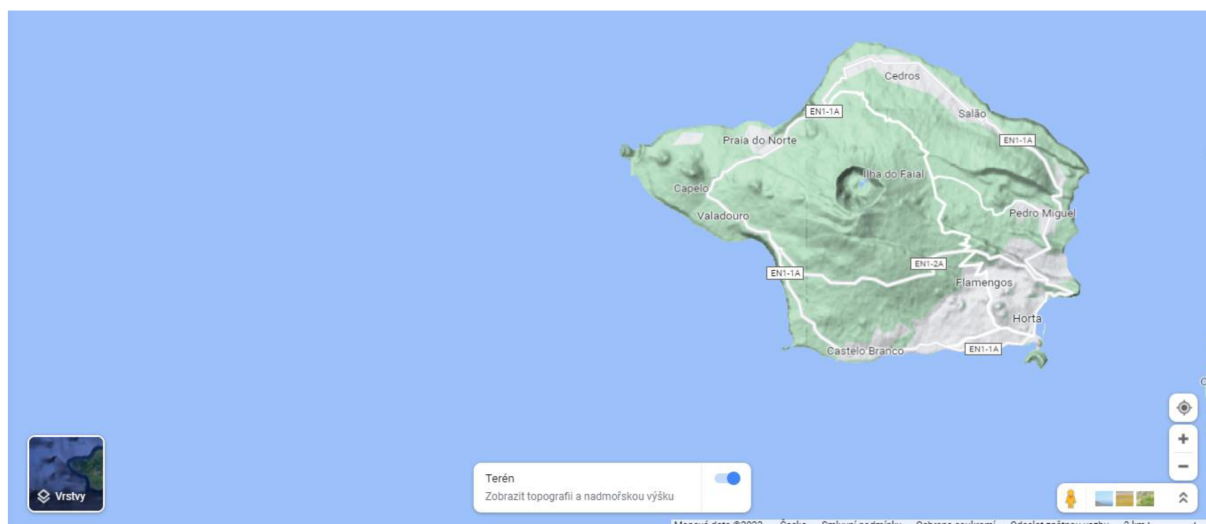 Cedros
EN1-1A
Salão
Praia do Norte
EN1-1A
Ilha do Faial
Capelo
Valadouro
Pedro Miguel
EN1-1A
EN1-2A
Flamengos
Horta
Castelo Branco
EN1-1A
Vrstvy
Terén
Zobrazit topografii a nadmořskou výšku